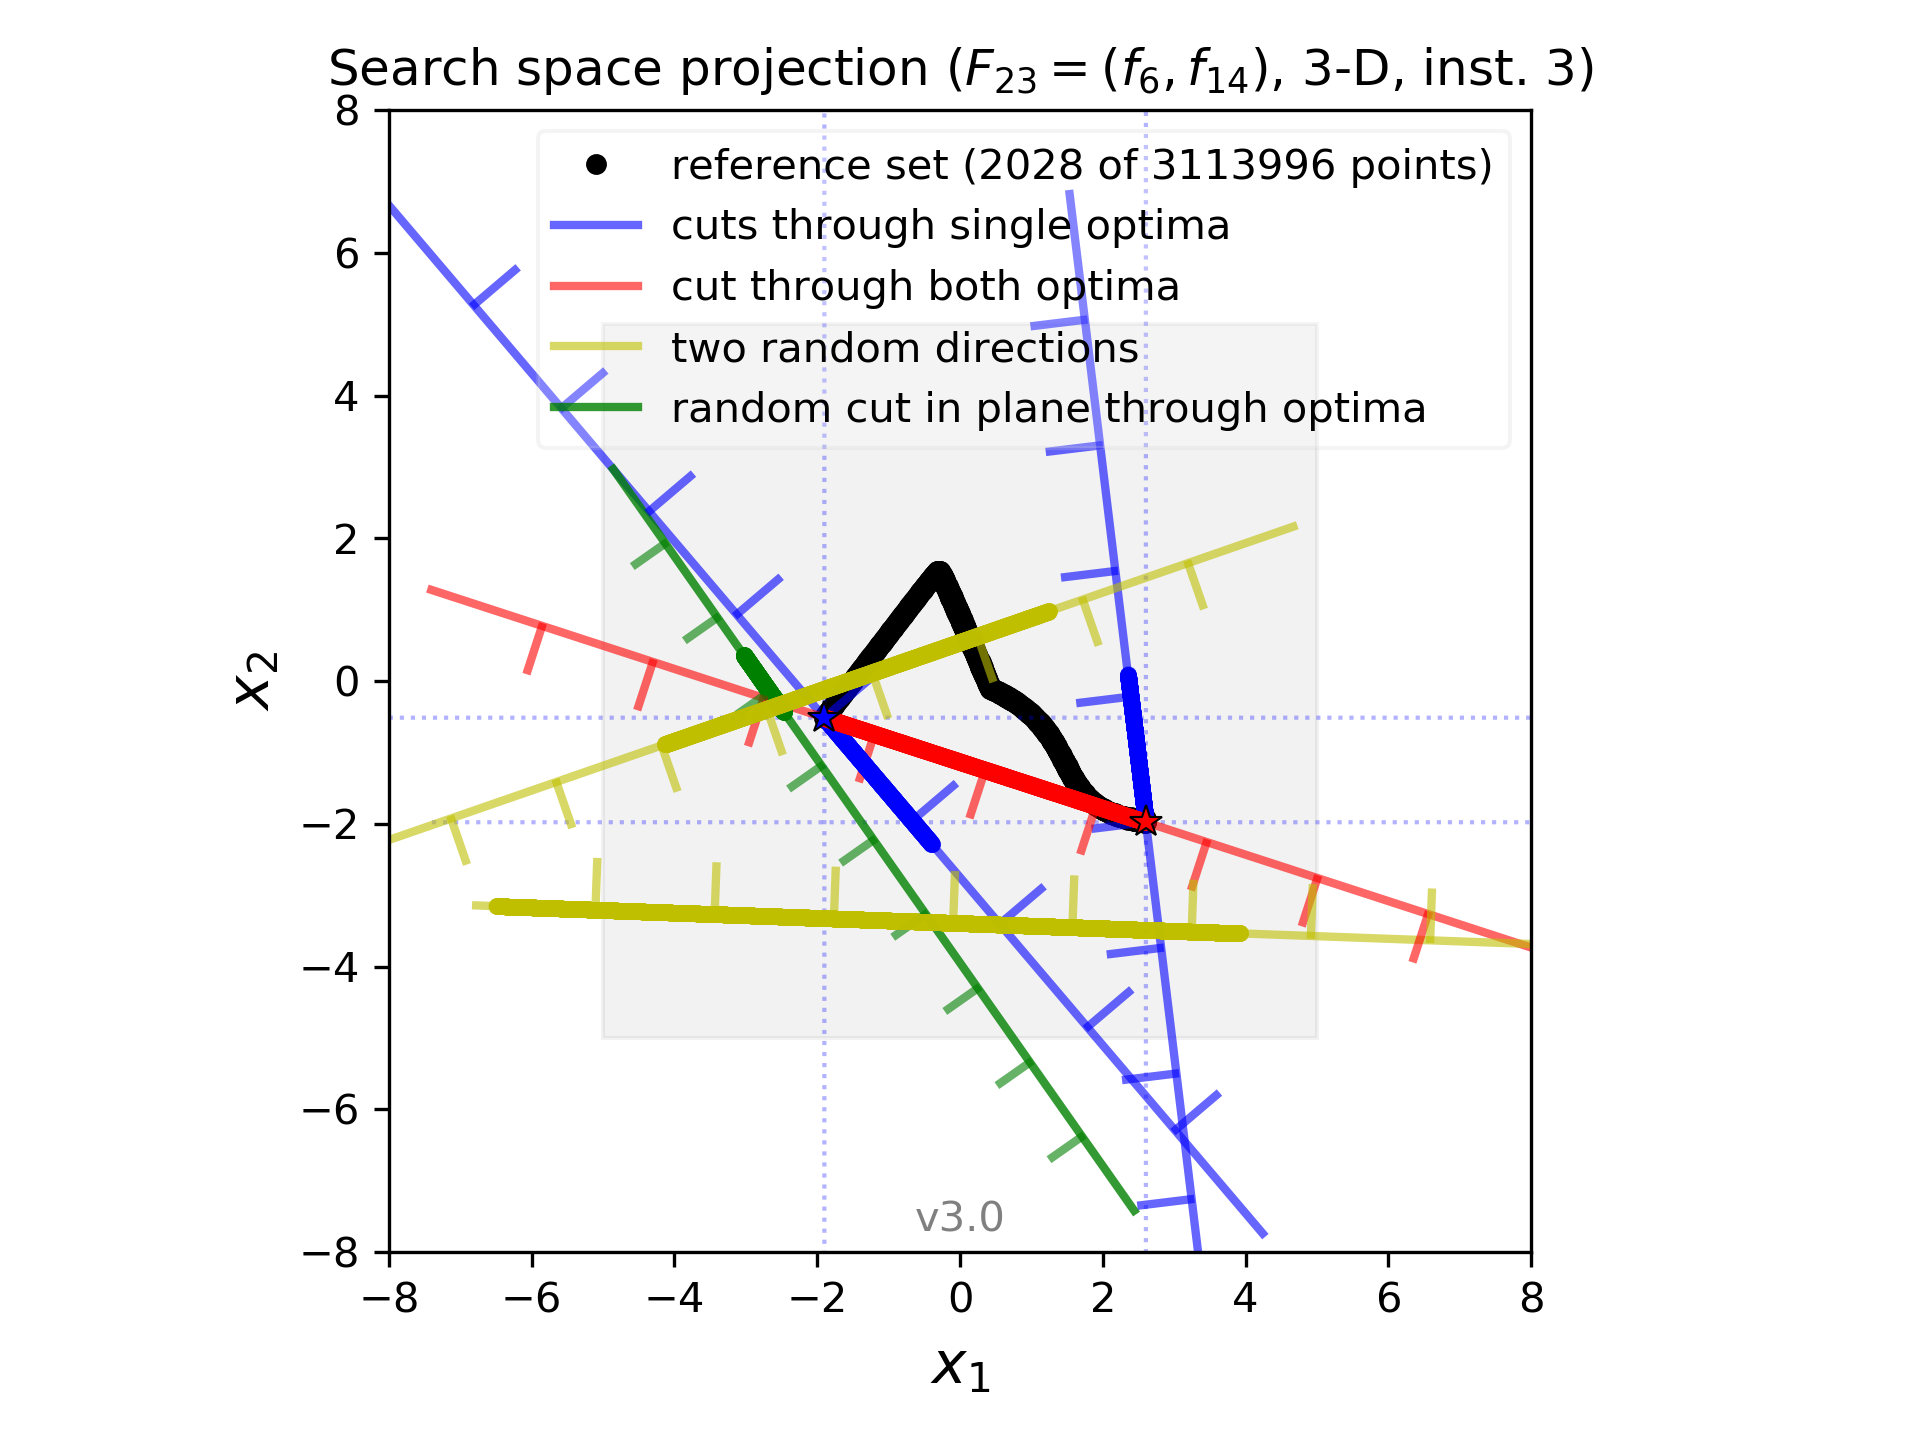 Search space projection (F₂₃ = (f₆, f₁₄), 3-D, inst. 3)
reference set (2028 of 3113996 points)
cuts through single optima
cut through both optima
two random directions
random cut in plane through optima
8
6
4
2
0
−2
−4
−6
−8
x₂
v3.0
−8 −6 −4 −2 0 2 4 6 8
x₁